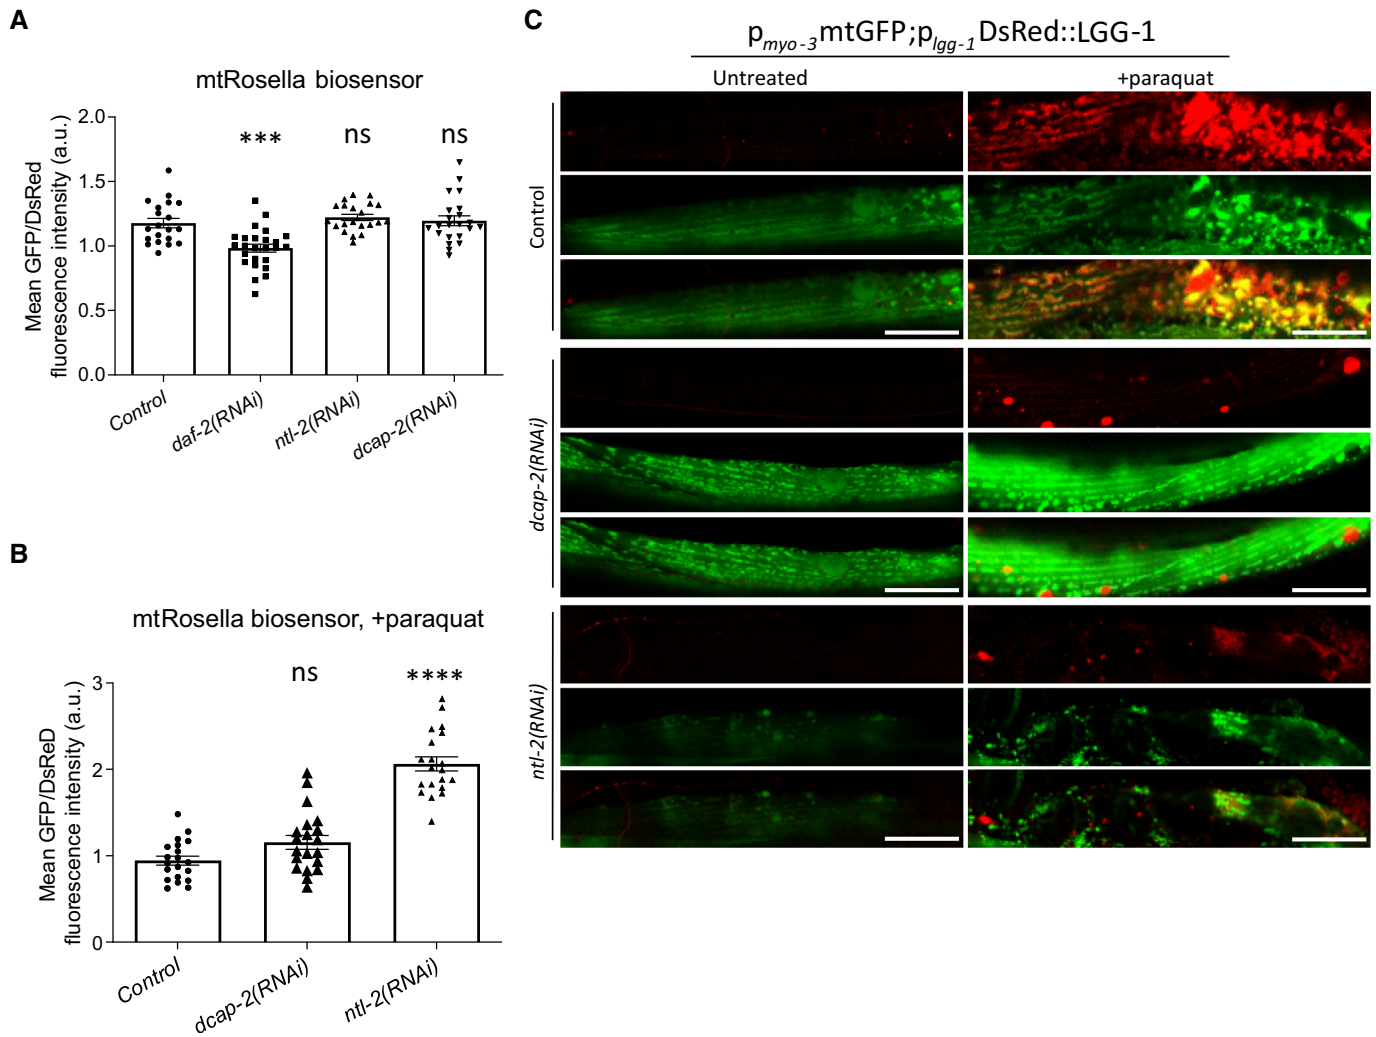 A
mtRosella biosensor
Mean GFP/DsRed
fluorescence intensity (a.u.)
2.0
1.5
1.0
0.5
0.0
***
ns
ns
Control
daf-2(RNAi)
ntl-2(RNAi)
dcap-2(RNAi)
B
mtRosella biosensor, +paraquat
Mean GFP/DsReD
fluorescence intensity (a.u.)
3
2
1
0
ns
****
Control
dcap-2(RNAi)
ntl-2(RNAi)
C
pmyo-3mtGFP;plgg-1DsRed::LGG-1
Untreated
+paraquat
Control
dcap-2(RNAi)
ntl-2(RNAi)